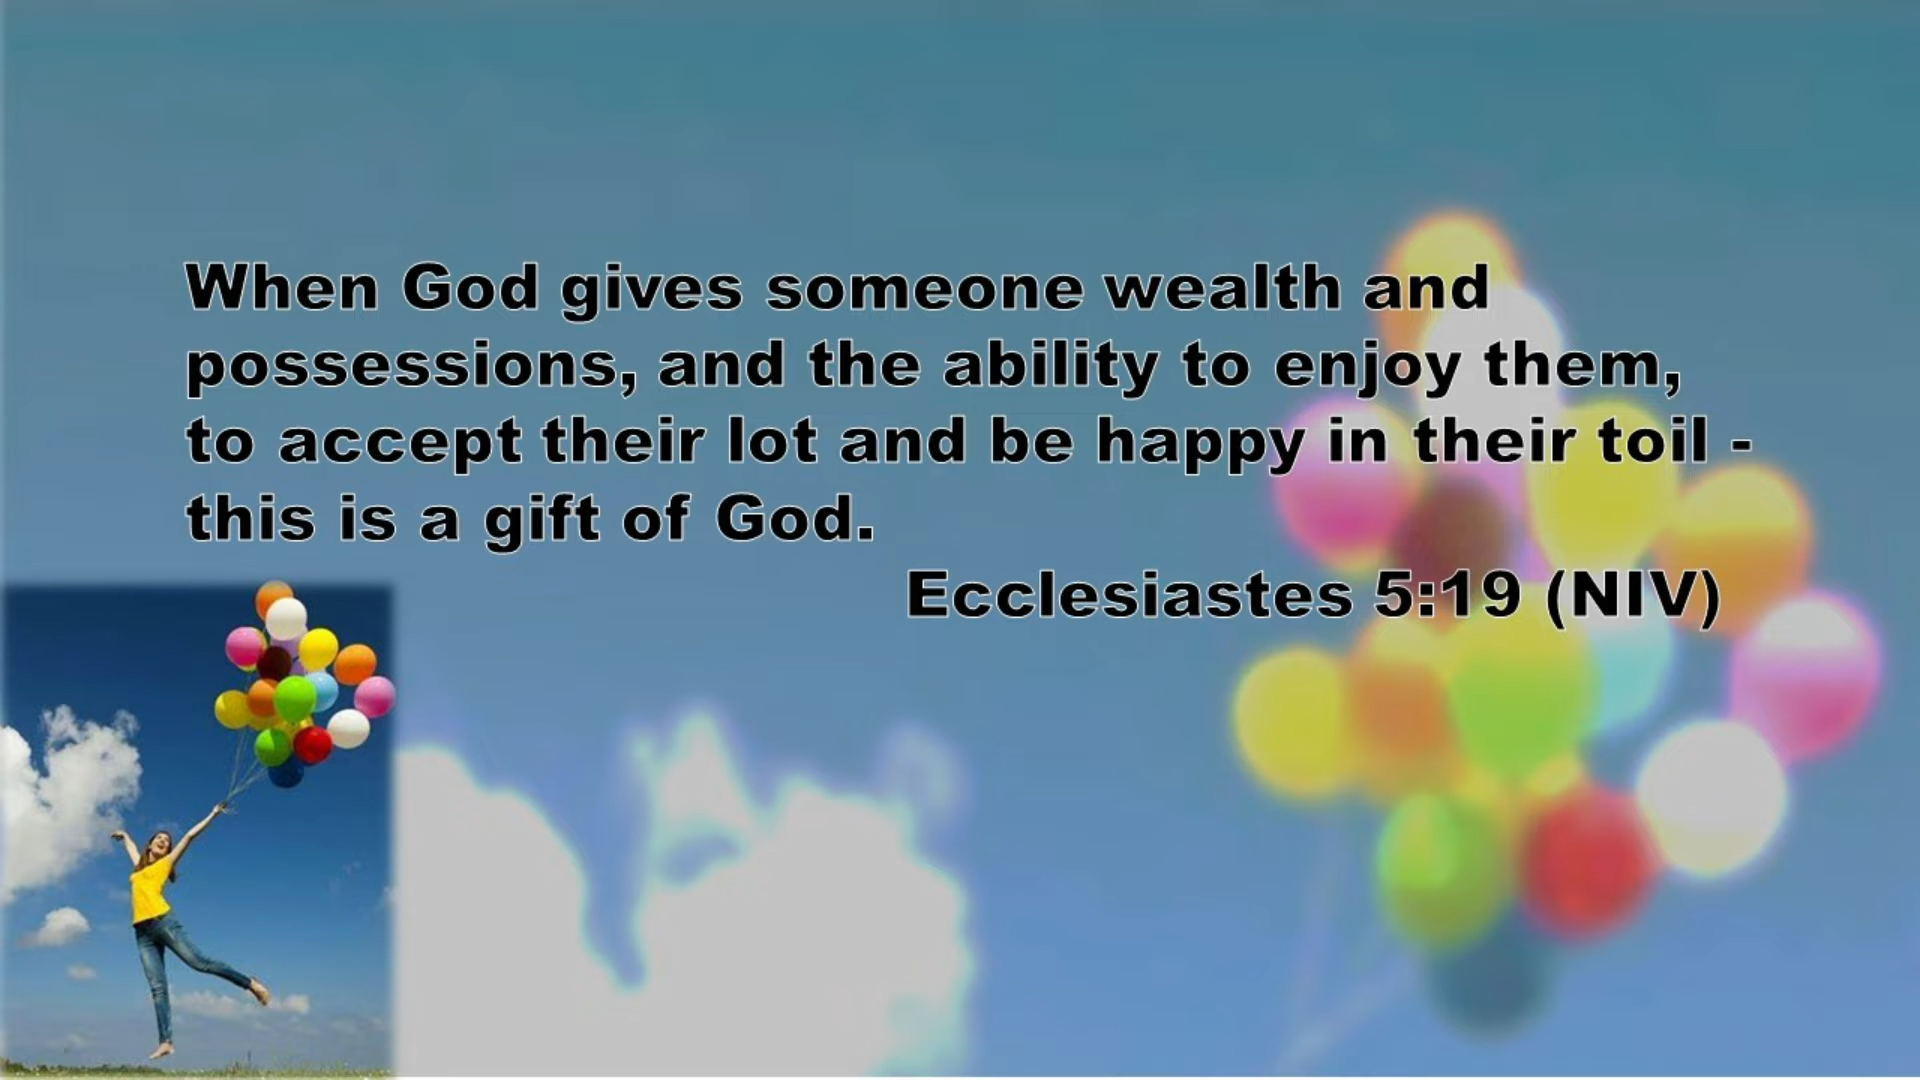 When God gives someone wealth and
possessions, and the ability to enjoy them,
to accept their lot and be happy in their toil -
this is a gift of God.
Ecclesiastes 5:19 (NIV)